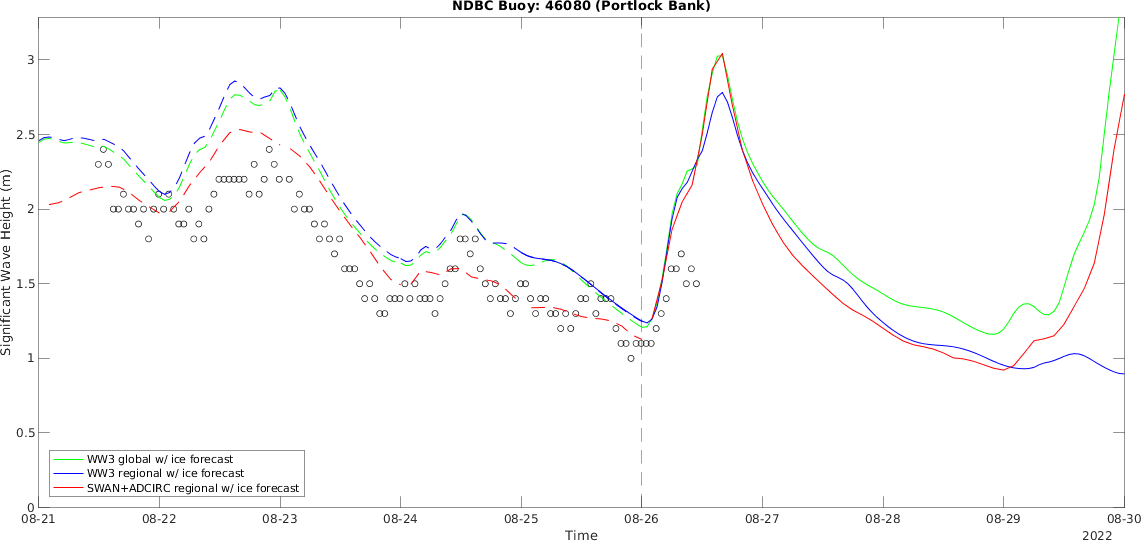 NDBC Buoy: 46080 (Portlock Bank)
Significant Wave Height (m)
3
2.5
2
1.5
1
0.5
0
WW3 global w/ ice forecast
WW3 regional w/ ice forecast
SWAN+ADCIRC regional w/ ice forecast
08-21 08-22 08-23 08-24 08-25 08-26 08-27 08-28 08-29 08-30
Time
2022